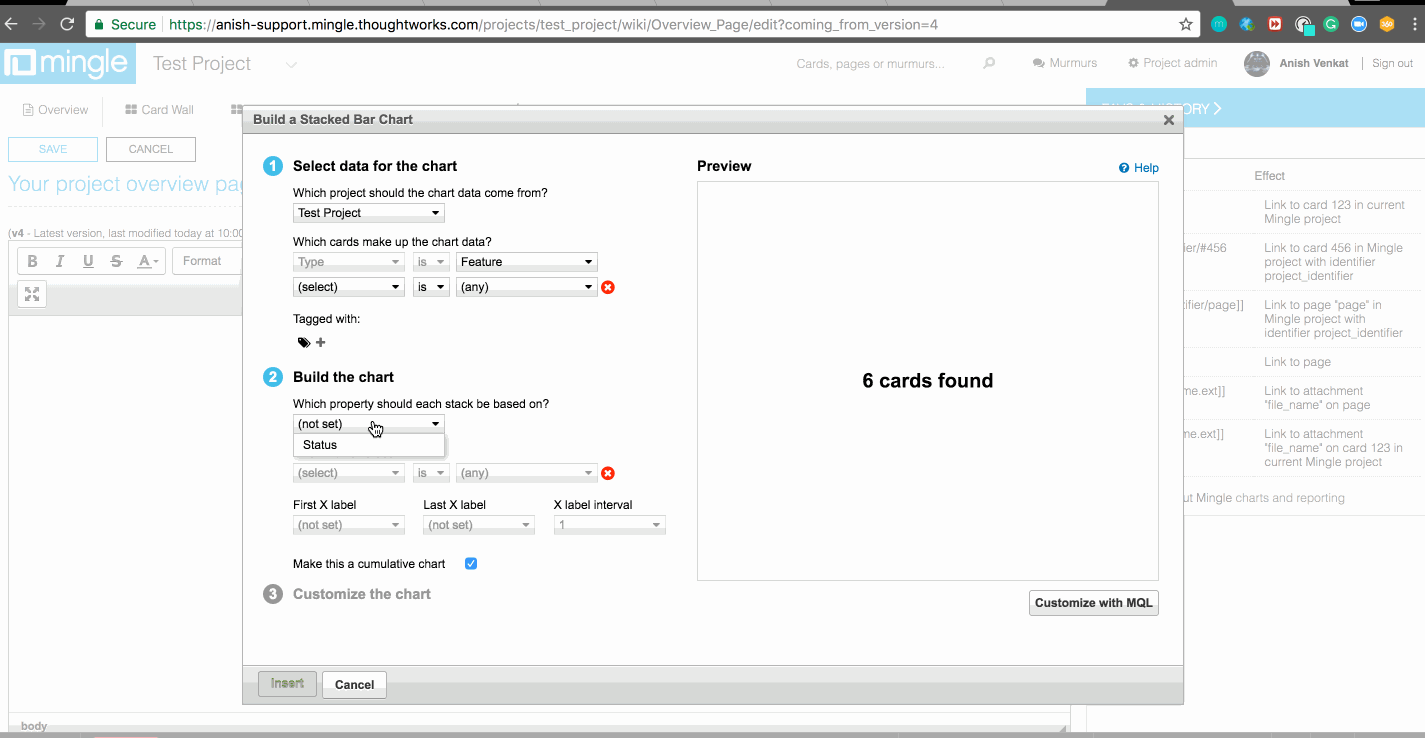 Secure https://anish-support.mingle.thoughtworks.com/projects/test_project/wiki/Overview_Page/edit?coming_from_version=4
mingle Test Project Cards, pages or murmurs... Murmurs Project admin Anish Venkat Sign out
Overview Card Wall
Build a Stacked Bar Chart
SAVE CANCEL
Your project overview pa
(v4 - Latest version, last modified today at 10:00
B I U S A Format
body
1 Select data for the chart
Which project should the chart data come from?
Test Project
Which cards make up the chart data?
Type is Feature
(select) is (any)
Tagged with:
2 Build the chart
Which property should each stack be based on?
(not set)
Status
(select) is (any)
First X label Last X label X label interval
(not set) (not set) 1
Make this a cumulative chart
3 Customize the chart
Insert Cancel
Preview Help
6 cards found
Customize with MQL
Effect
Link to card 123 in current
Mingle project
ier/#456 Link to card 456 in Mingle
project with identifier
project_identifier
tifier/page]] Link to page "page" in
Mingle project with
identifier project_identifier
Link to page
me.ext]] Link to attachment
"file_name" on page
me.ext]] Link to attachment
"file_name" on card 123 in
current Mingle project
ut Mingle charts and reporting